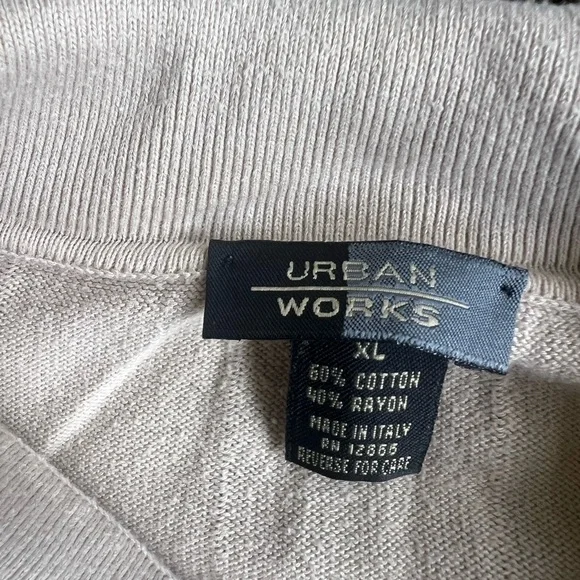 URBAN
WORKS
XL
60% COTTON
40% RAYON
MADE IN ITALY
RN 12866
REVERSE FOR CARE